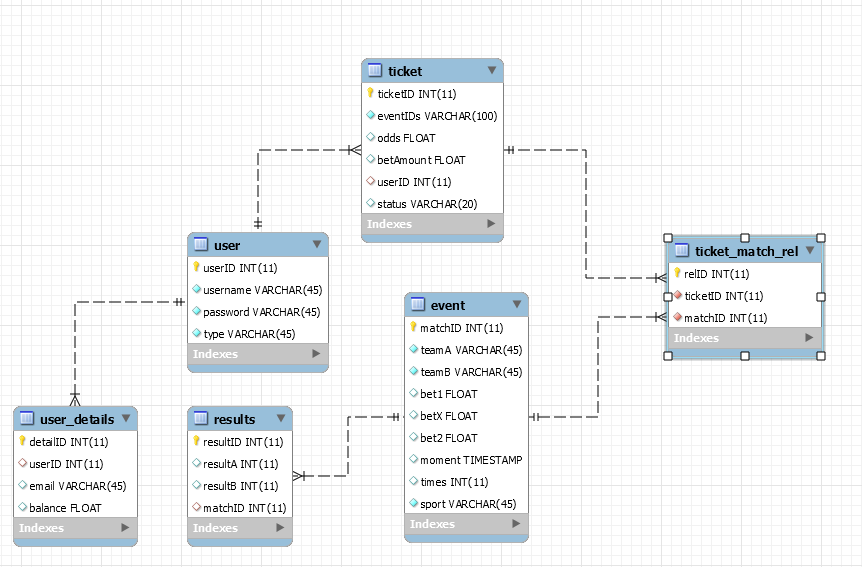 ticket
ticketID INT(11)
eventIDs VARCHAR(100)
odds FLOAT
betAmount FLOAT
userID INT(11)
status VARCHAR(20)
Indexes
user
userID INT(11)
username VARCHAR(45)
password VARCHAR(45)
type VARCHAR(45)
Indexes
ticket_match_rel
relID INT(11)
ticketID INT(11)
matchID INT(11)
Indexes
event
matchID INT(11)
teamA VARCHAR(45)
teamB VARCHAR(45)
bet1 FLOAT
betX FLOAT
bet2 FLOAT
moment TIMESTAMP
times INT(11)
sport VARCHAR(45)
Indexes
user_details
detailID INT(11)
userID INT(11)
email VARCHAR(45)
balance FLOAT
Indexes
results
resultID INT(11)
resultA INT(11)
resultB INT(11)
matchID INT(11)
Indexes